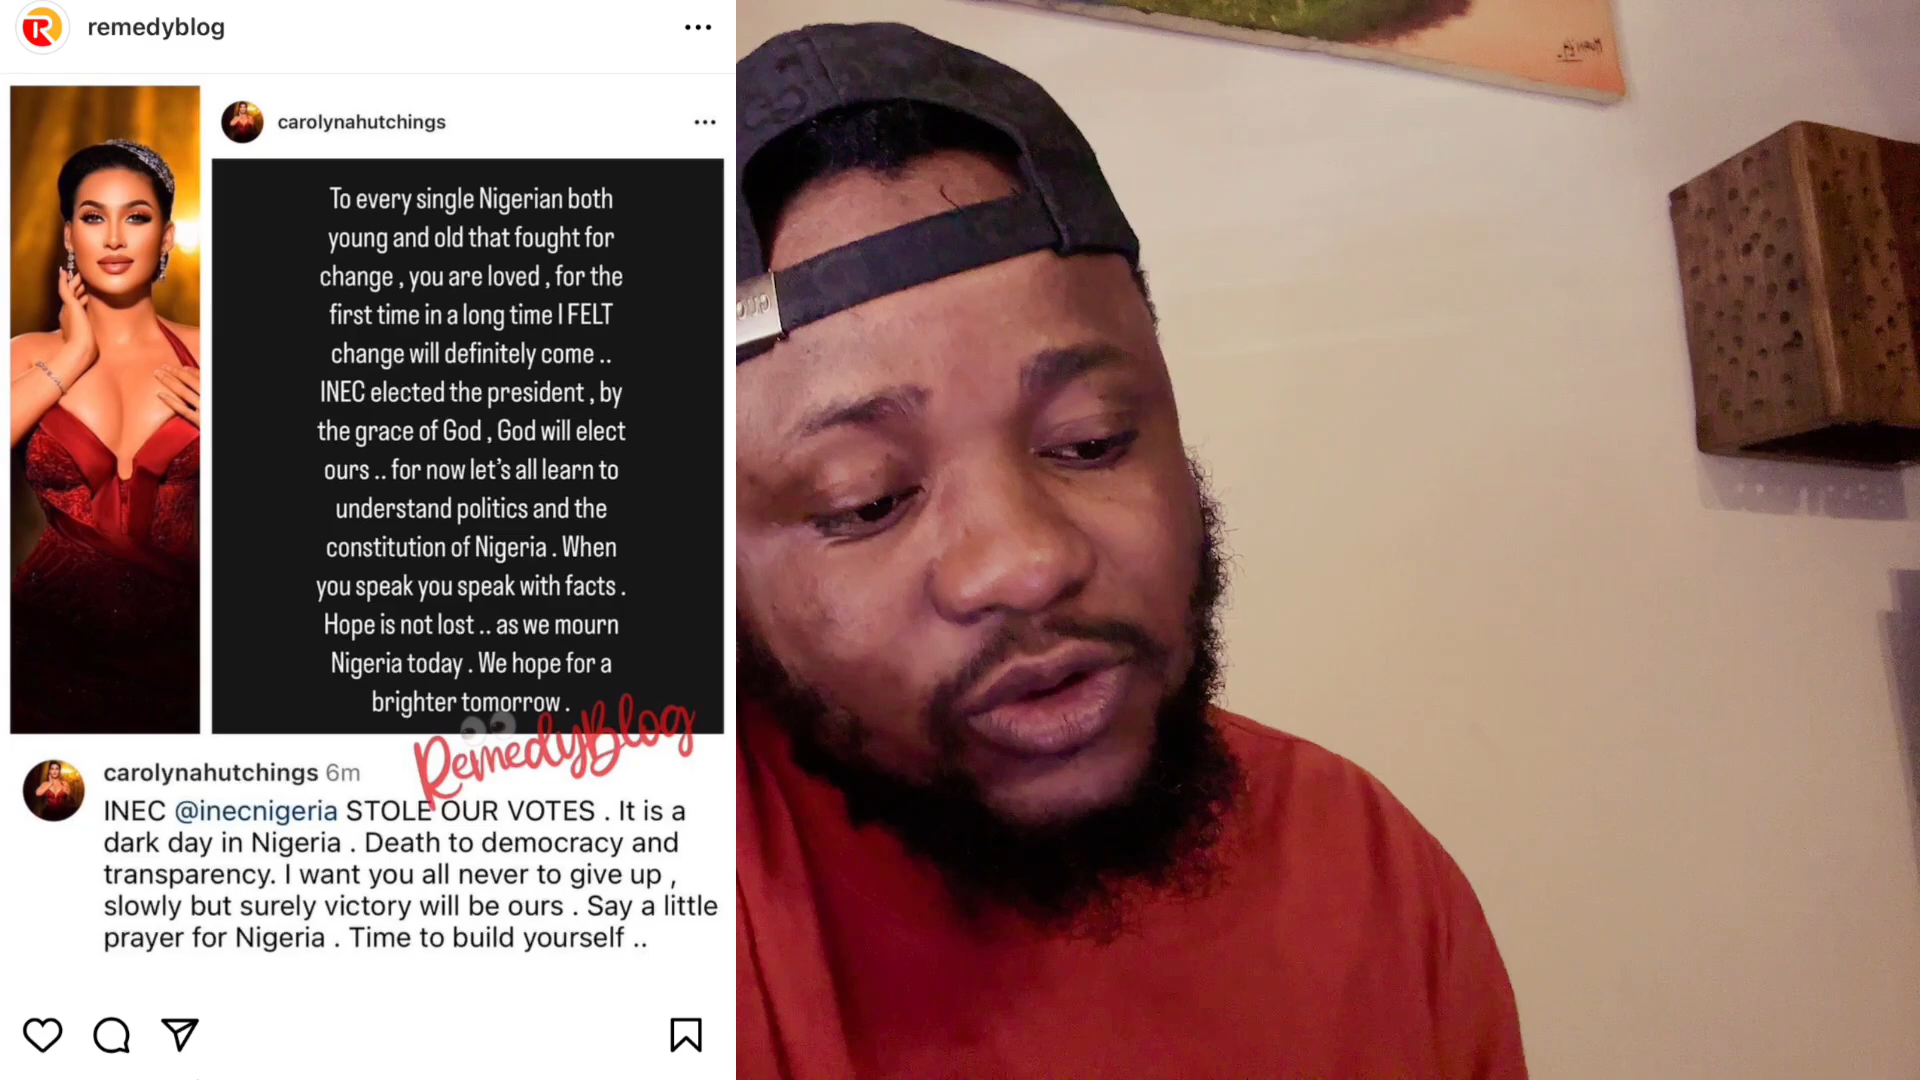 remedyblog
carolynahutchings
To every single Nigerian both
young and old that fought for
change , you are loved , for the
first time in a long time I FELT
change will definitely come ..
INEC elected the president , by
the grace of God , God will elect
ours .. for now let’s all learn to
understand politics and the
constitution of Nigeria . When
you speak you speak with facts .
Hope is not lost .. as we mourn
Nigeria today . We hope for a
brighter tomorrow .
RemedyBlog
carolynahutchings 6m
INEC @inecnigeria STOLE OUR VOTES . It is a
dark day in Nigeria . Death to democracy and
transparency. I want you all never to give up ,
slowly but surely victory will be ours . Say a little
prayer for Nigeria . Time to build yourself ..